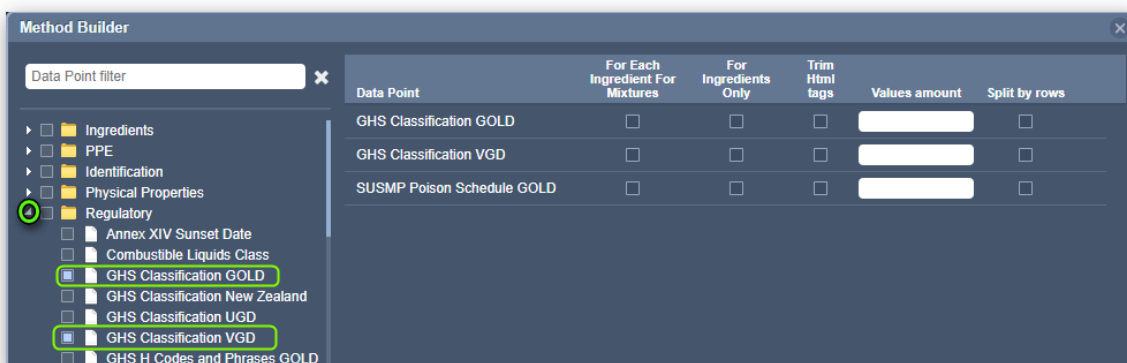 Method Builder
Data Point filter
Ingredients
PPE
Identification
Physical Properties
Regulatory
Annex XIV Sunset Date
Combustible Liquids Class
GHS Classification GOLD
GHS Classification New Zealand
GHS Classification UGD
GHS Classification VGD
GHS H Codes and Phrases GOLD
Data Point
For Each
Ingredient For
Mixtures
For
Ingredients
Only
Trim
Html
tags
Values amount
Split by rows
GHS Classification GOLD
GHS Classification VGD
SUSMP Poison Schedule GOLD